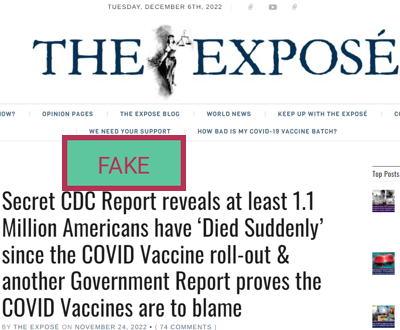 TUESDAY, DECEMBER 6TH, 2022
THE EXPOSÉ
OW? OPINION PAGES THE EXPOSE BLOG WORLD NEWS KEEP UP WITH THE EXPOSÉ CO
WE NEED YOUR SUPPORT HOW BAD IS MY COVID-19 VACCINE BATCH?
FAKE
Top Posts
Secret CDC Report reveals at least 1.1
Million Americans have ‘Died Suddenly’
since the COVID Vaccine roll-out &
another Government Report proves the
COVID Vaccines are to blame
BY THE EXPOSÉ ON NOVEMBER 24, 2022 • ( 74 COMMENTS )